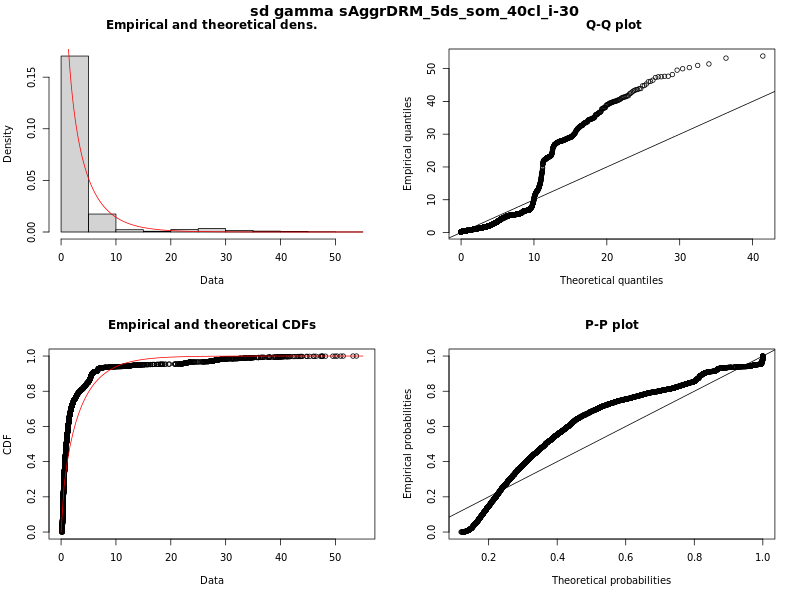 sd gamma sAggrDRM_5ds_som_40cl_i-30
Empirical and theoretical dens.
Density
0.00 0.05 0.10 0.15
0 10 20 30 40 50
Data
Q-Q plot
Empirical quantiles
0 10 20 30 40 50
0 10 20 30 40
Theoretical quantiles
Empirical and theoretical CDFs
CDF
0.0 0.2 0.4 0.6 0.8 1.0
0 10 20 30 40 50
Data
P-P plot
Empirical probabilities
0.0 0.2 0.4 0.6 0.8 1.0
0.2 0.4 0.6 0.8 1.0
Theoretical probabilities